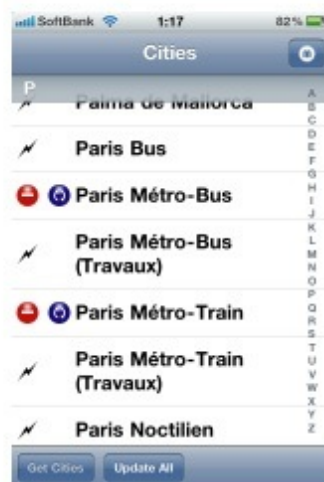 SoftBank 1:17 82%
Cities
P
Palma de Mallorca
Paris Bus
Paris Métro-Bus
Paris Métro-Bus
(Travaux)
Paris Métro-Train
Paris Métro-Train
(Travaux)
Paris Noctilien
A
B
C
D
E
F
G
H
I
J
K
L
M
N
O
P
Q
R
S
T
U
V
W
X
Y
Z
Get Cities Update All